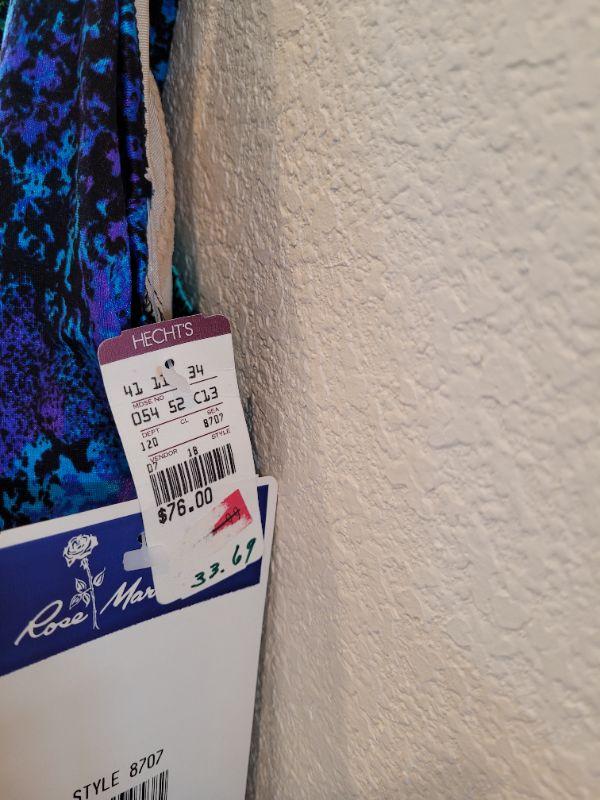 HECHT'S
41 11 34
MDSE NO
054 52 C13
DEPT CL SEA
120 8707
VENDOR STYLE
07 18
$76.00
33.69
Rose
STYLE 8707